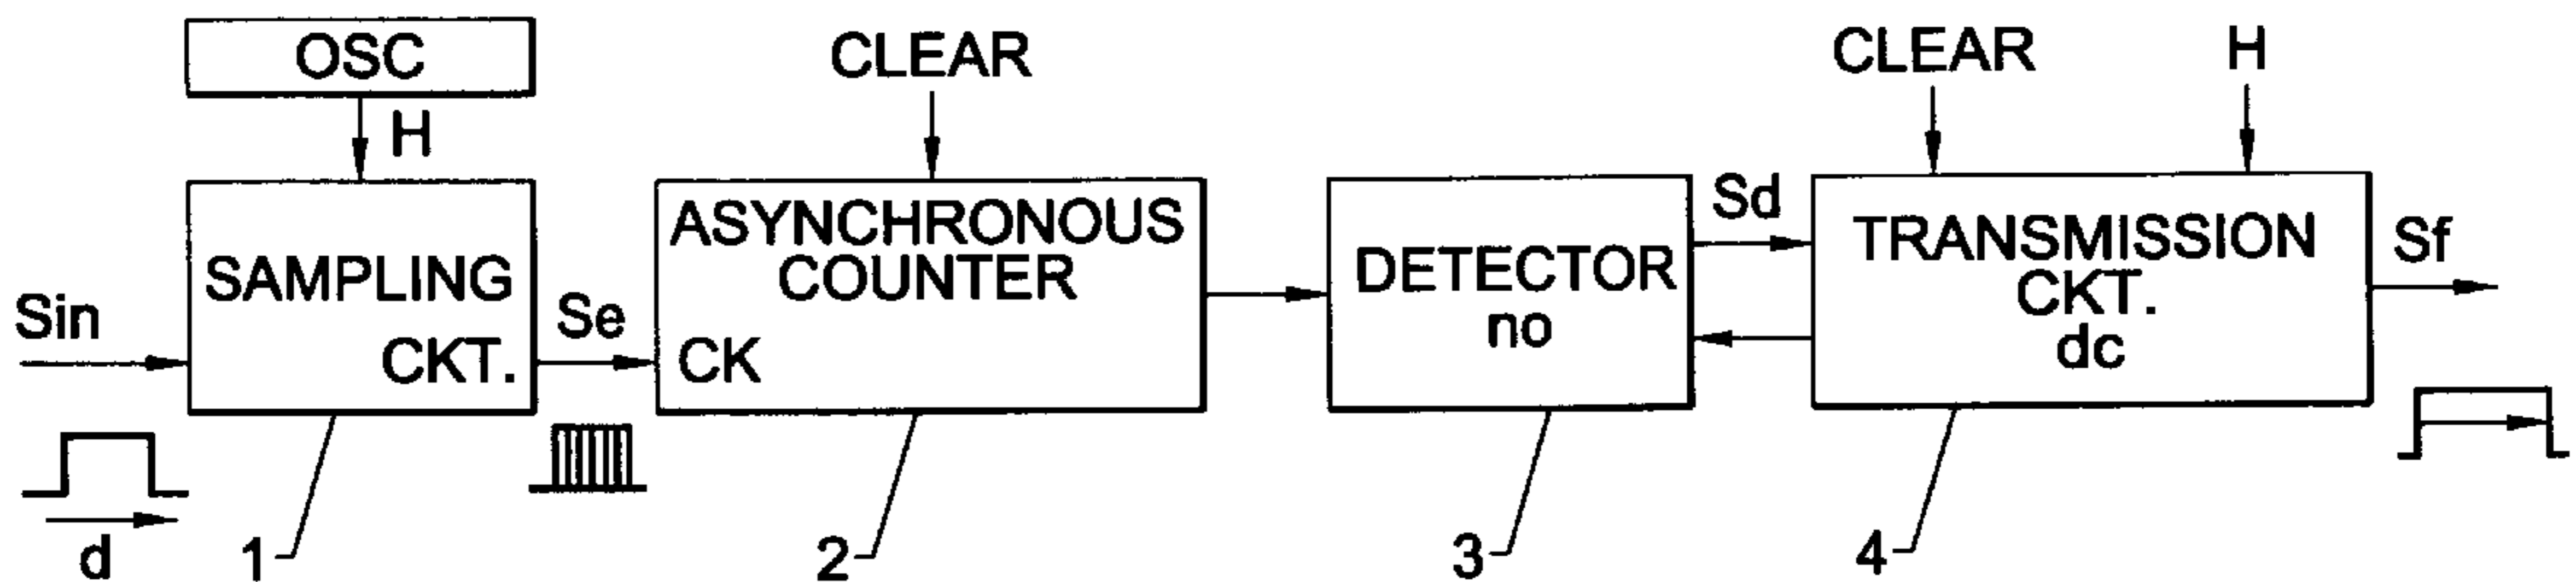 OSC
H
CLEAR
CLEAR
H
Sin
SAMPLING
CKT.
Se
ASYNCHRONOUS
COUNTER
CK
DETECTOR
no
Sd
TRANSMISSION
CKT.
dc
Sf
d
1
2
3
4